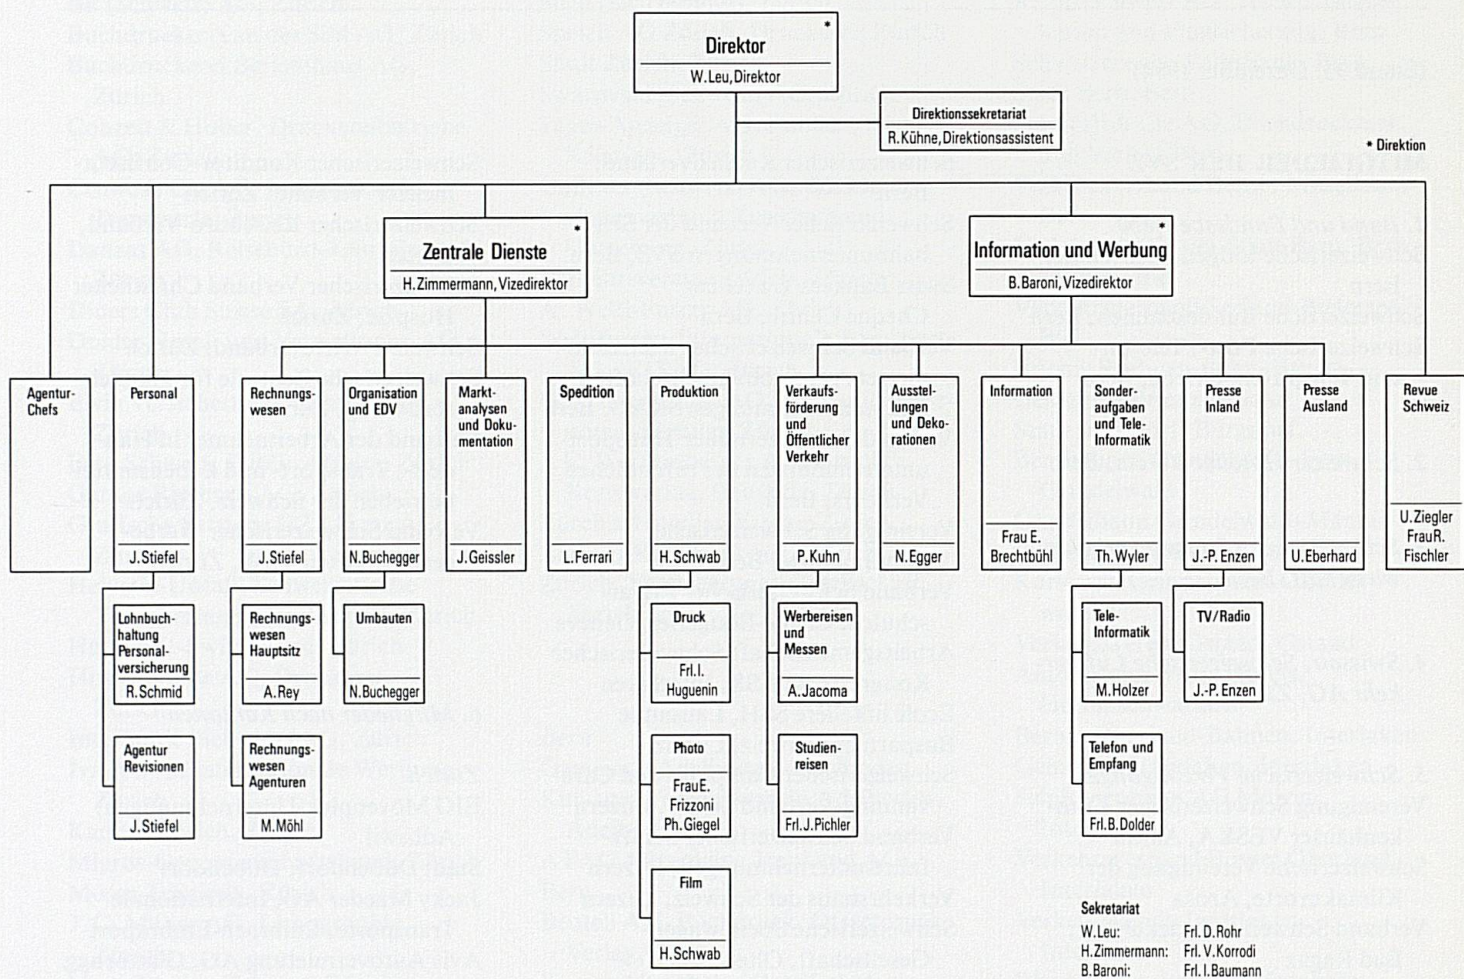 *
Direktor
W. Leu, Direktor
Direktionssekretariat
R. Kühne, Direktionsassistent
* Direktion
*
Zentrale Dienste
H. Zimmermann, Vizedirektor
*
Information und Werbung
B. Baroni, Vizedirektor
Agentur-
Chefs
Personal
J. Stiefel
Rechnungs-
wesen
J. Stiefel
Organisation
und EDV
N. Buchegger
Markt-
analysen
und Doku-
mentation
J. Geissler
Spedition
L. Ferrari
Produktion
H. Schwab
Verkaufs-
förderung
und
Öffentlicher
Verkehr
P. Kuhn
Ausstel-
lungen
und Deko-
rationen
N. Egger
Information
Frau E.
Brechtbühl
Sonder-
aufgaben
und Tele-
Informatik
Th. Wyler
Presse
Inland
J.-P. Enzen
Presse
Ausland
U. Eberhard
Revue
Schweiz
U. Ziegler
Frau R.
Fischler
Lohnbuch-
haltung
Personal-
versicherung
R. Schmid
Rechnungs-
wesen
Hauptsitz
A. Rey
Umbauten
N. Buchegger
Druck
Frl. I.
Huguenin
Werbereisen
und
Messen
A. Jacoma
Tele-
Informatik
M. Holzer
TV/Radio
J.-P. Enzen
Agentur
Revisionen
J. Stiefel
Rechnungs-
wesen
Agenturen
M. Möhl
Photo
Frau E.
Frizzoni
Ph. Giegel
Studien-
reisen
Frl. J. Pichler
Telefon und
Empfang
Frl. B. Dolder
Film
H. Schwab
Sekretariat
W. Leu: Frl. D. Rohr
H. Zimmermann: Frl. V. Korrodi
B. Baroni: Frl. I. Baumann